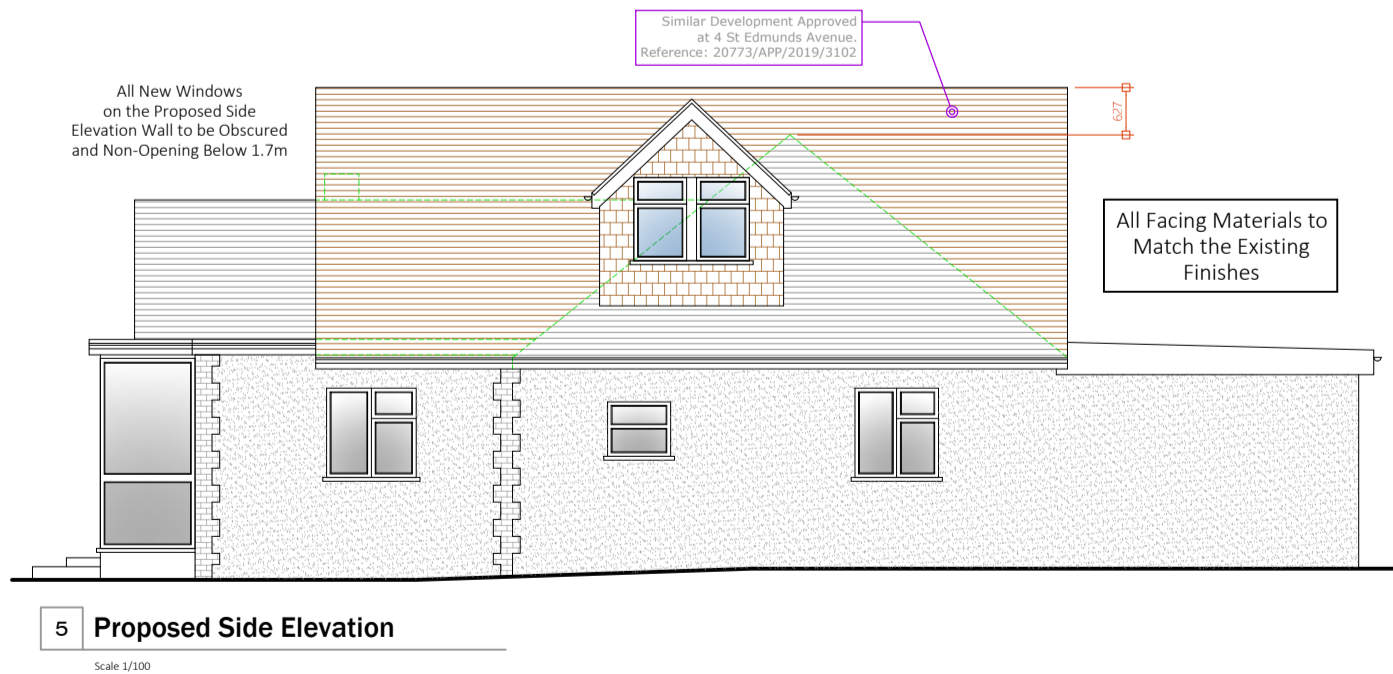 Similar Development Approved
at 4 St Edmunds Avenue.
Reference: 20773/APP/2019/3102
All New Windows
on the Proposed Side
Elevation Wall to be Obscured
and Non-Opening Below 1.7m
627
All Facing Materials to
Match the Existing
Finishes
5 Proposed Side Elevation
Scale 1/100